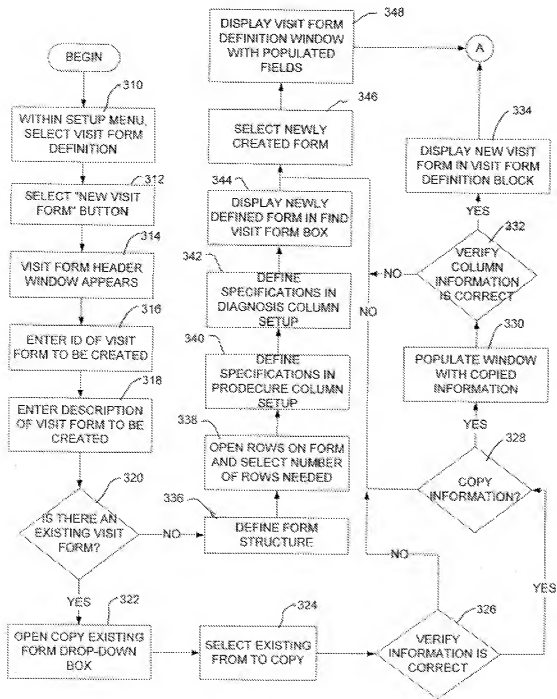 BEGIN
310
WITHIN SETUP MENU,
SELECT VISIT FORM
DEFINITION
312
SELECT "NEW VISIT
FORM" BUTTON
314
VISIT FORM HEADER
WINDOW APPEARS
316
ENTER ID OF VISIT
FORM TO BE CREATED
318
ENTER DESCRIPTION
OF VISIT FORM TO BE
CREATED
320
IS THERE AN
EXISTING VISIT
FORM?
NO
YES
322
OPEN COPY EXISTING
FORM DROP-DOWN
BOX
324
SELECT EXISTING
FROM TO COPY
326
VERIFY
INFORMATION IS
CORRECT
NO
YES
328
COPY
INFORMATION?
NO
YES
330
POPULATE WINDOW
WITH COPIED
INFORMATION
332
VERIFY
COLUMN
INFORMATION
IS CORRECT?
NO
YES
334
DISPLAY NEW
VISIT FORM IN VISIT FORM
DEFINITION BLOCK
A
336
DEFINE FORM
STRUCTURE
338
OPEN ROWS ON FORM
AND SELECT NUMBER
OF ROWS NEEDED
340
DEFINE
SPECIFICATIONS IN
PRODECURE COLUMN
SETUP
342
DEFINE
SPECIFICATIONS IN
DIAGNOSIS COLUMN
SETUP
344
DISPLAY NEWLY
DEFINED FORM IN FIND
VISIT FORM BOX
346
SELECT NEWLY
CREATED FORM
348
DISPLAY VISIT FORM
DEFINITION WINDOW
WITH POPULATED
FIELDS